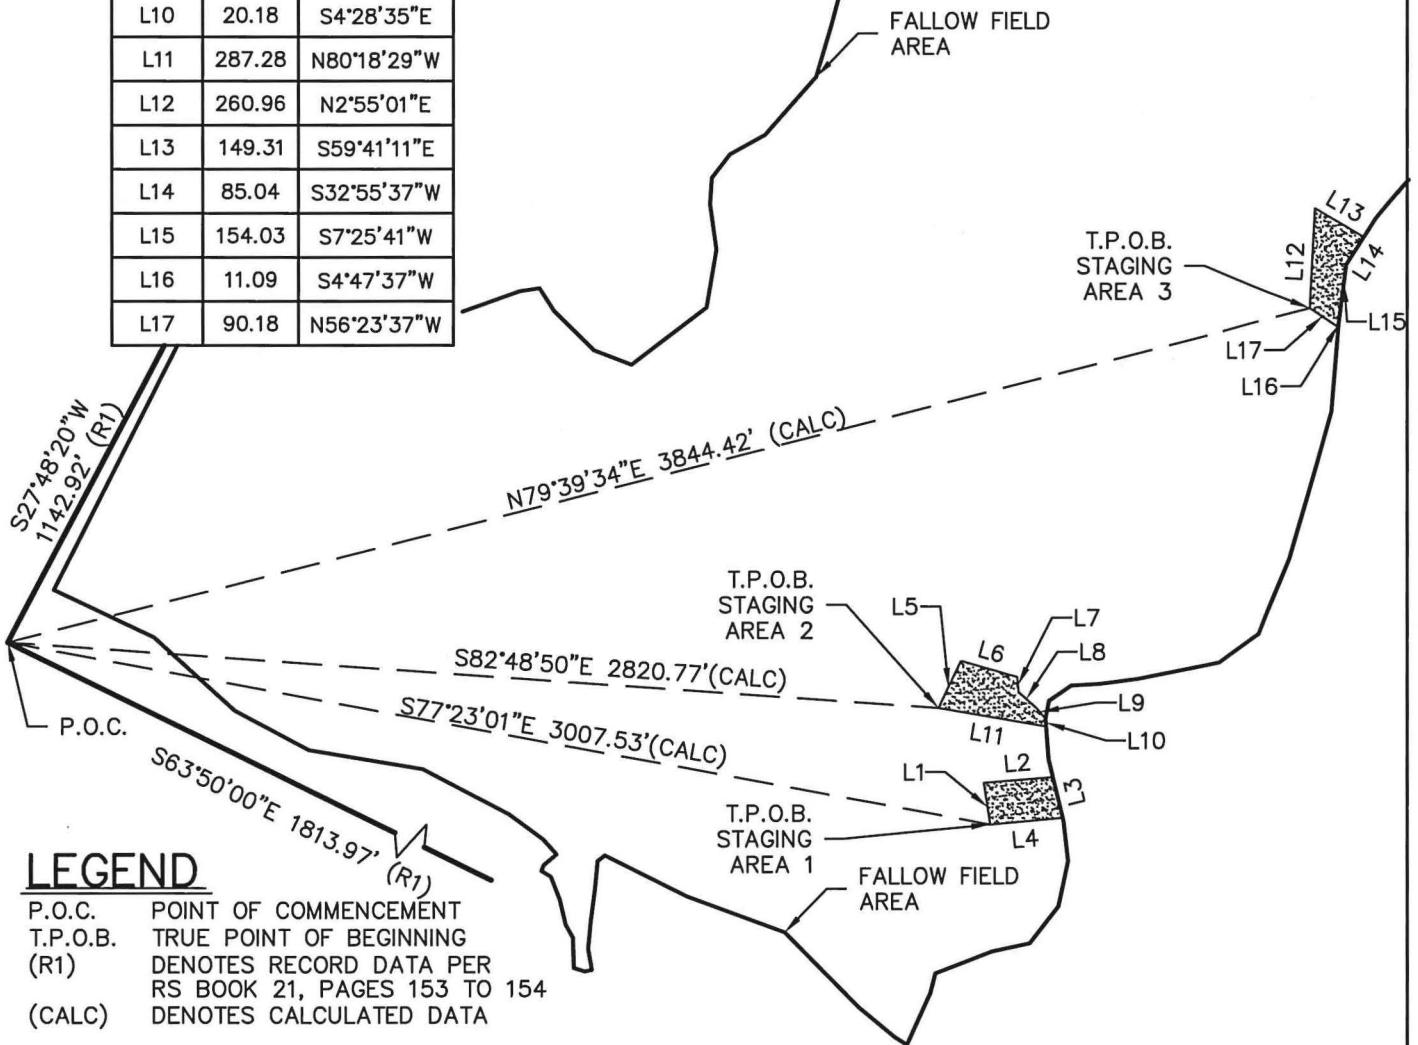 L10 20.18 S4°28'35"E
L11 287.28 N80°18'29"W
L12 260.96 N2°55'01"E
L13 149.31 S59°41'11"E
L14 85.04 S32°55'37"W
L15 154.03 S7°25'41"W
L16 11.09 S4°47'37"W
L17 90.18 N56°23'37"W
FALLOW FIELD
AREA
T.P.O.B.
STAGING
AREA 3
L12
L13
L14
L15
L17
L16
S27°48'20"W
1142.92' (R1)
N79°39'34"E 3844.42' (CALC)
T.P.O.B.
STAGING
AREA 2
L5
L6
L7
L8
L9
L10
L11
S82°48'50"E 2820.77'(CALC)
S77°23'01"E 3007.53'(CALC)
P.O.C.
S63°50'00"E 1813.97' (R1)
L1
L2
L3
L4
T.P.O.B.
STAGING
AREA 1
FALLOW FIELD
AREA
LEGEND
P.O.C. POINT OF COMMENCEMENT
T.P.O.B. TRUE POINT OF BEGINNING
(R1) DENOTES RECORD DATA PER
RS BOOK 21, PAGES 153 TO 154
(CALC) DENOTES CALCULATED DATA